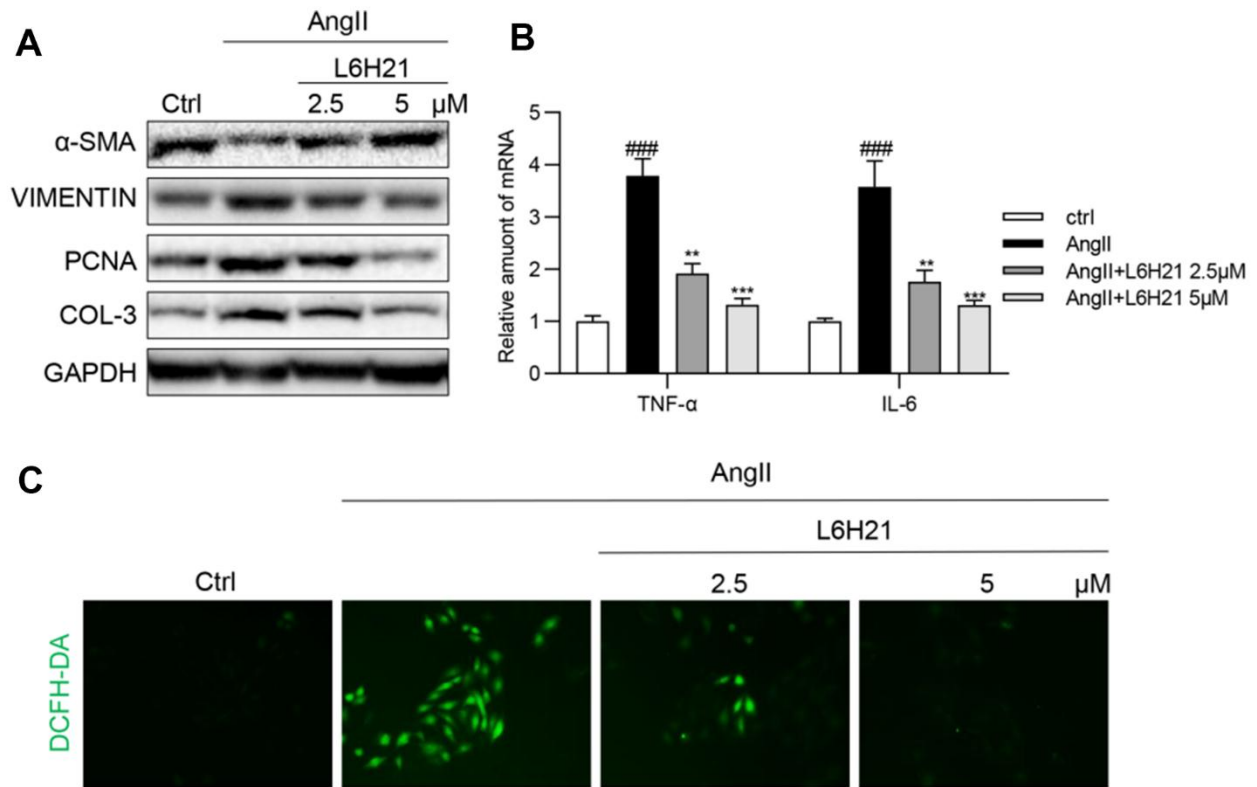 A
AngII
L6H21
Ctrl 2.5 5 μM
α-SMA
VIMENTIN
PCNA
COL-3
GAPDH
B
Relative amuont of mRNA
5
4
3
2
1
0
###
**
***
###
**
***
TNF-α IL-6
ctrl
AngII
AngII+L6H21 2.5μM
AngII+L6H21 5μM
C
AngII
L6H21
Ctrl 2.5 5 μM
DCFH-DA